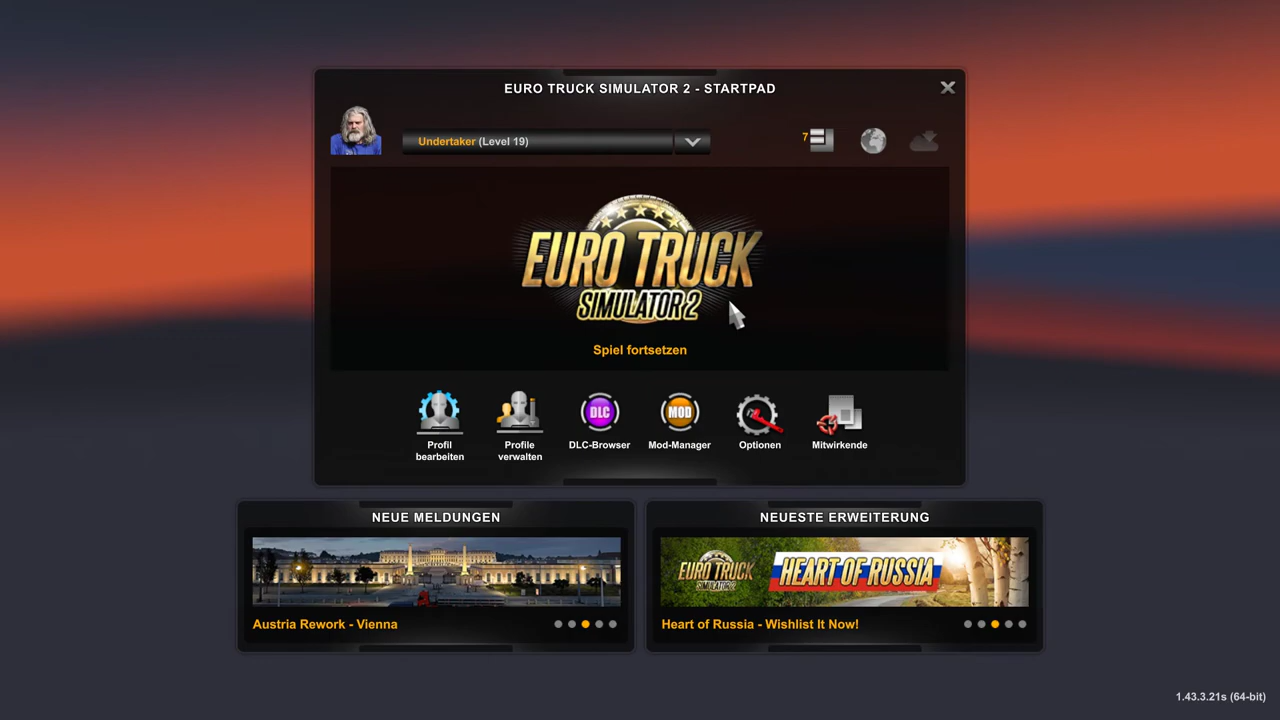 EURO TRUCK SIMULATOR 2 - STARTPAD
Undertaker (Level 19)
7
EURO TRUCK
SIMULATOR 2
Spiel fortsetzen
DLC
MOD
Profil
bearbeiten
Profile
verwalten
DLC-Browser
Mod-Manager
Optionen
Mitwirkende
NEUE MELDUNGEN
Austria Rework - Vienna
NEUESTE ERWEITERUNG
EURO TRUCK
SIMULATOR 2
HEART OF RUSSIA
Heart of Russia - Wishlist It Now!
1.43.3.21s (64-bit)